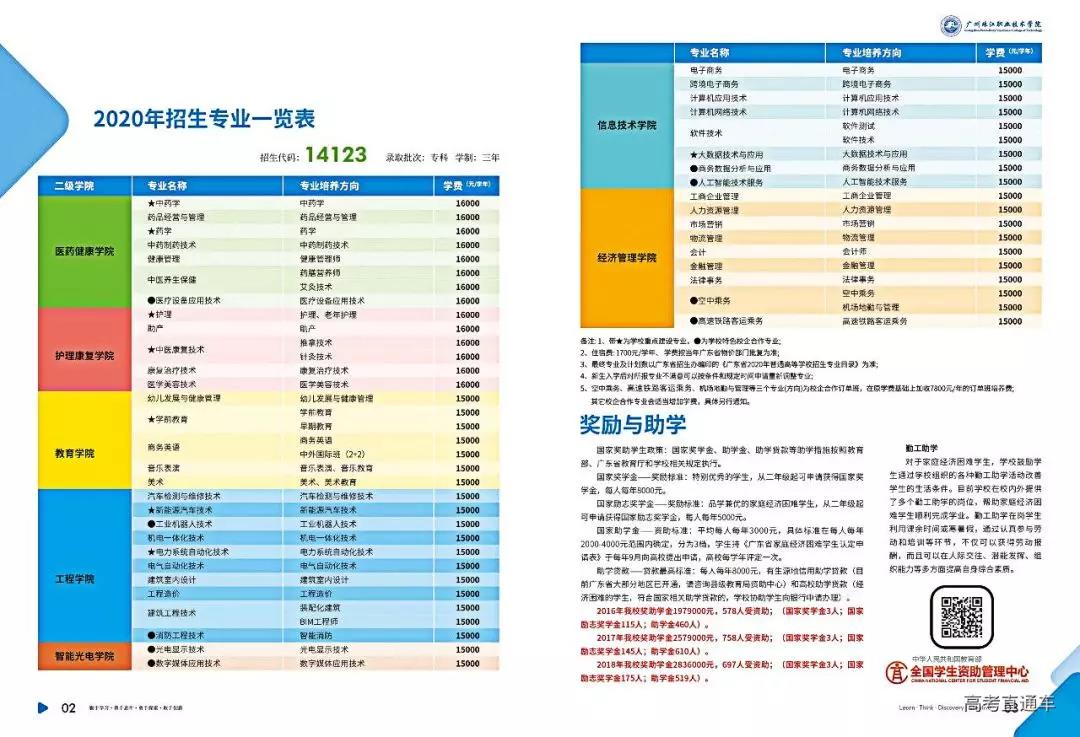 2020年招生专业一览表
招生代码：14123 录取批次：专科 学制：三年
二级学院 专业名称 专业培养方向 学费（元/学年）
医药健康学院
★中药学 中药学 16000
药品经营与管理 药品经营与管理 16000
★药学 药学 16000
中药制药技术 中药制药技术 16000
健康管理 健康管理师 16000
中医养生保健 药膳营养师 16000
艾灸技术 16000
●医疗设备应用技术 医疗设备应用技术 16000
护理康复学院
★护理 护理、老年护理 16000
助产 助产 16000
★中医康复技术 推拿技术 16000
针灸技术 16000
康复治疗技术 康复治疗技术 16000
医学美容技术 医学美容技术 16000
教育学院
幼儿发展与健康管理 幼儿发展与健康管理 15000
★学前教育 学前教育 15000
早期教育 15000
商务英语 商务英语 15000
中外国际班（2+2） 15000
音乐表演 音乐表演、音乐教育 15000
美术 美术、美术教育 15000
工程学院
汽车检测与维修技术 汽车检测与维修技术 15000
★新能源汽车技术 新能源汽车技术 15000
●工业机器人技术 工业机器人技术 15000
机电一体化技术 机电一体化技术 15000
★电力系统自动化技术 电力系统自动化技术 15000
电气自动化技术 电气自动化技术 15000
建筑室内设计 建筑室内设计 15000
工程造价 工程造价 15000
建筑工程技术 装配化建筑 15000
BIM工程师 15000
●消防工程技术 智能消防 15000
智能光电学院
●光电显示技术 光电显示技术 15000
●数字媒体应用技术 数字媒体应用技术 15000
02
广州珠江职业技术学院
专业名称 专业培养方向 学费（元/学年）
信息技术学院
电子商务 电子商务 15000
跨境电子商务 跨境电子商务 15000
计算机应用技术 计算机应用技术 15000
计算机网络技术 计算机网络技术 15000
软件技术 软件测试 15000
软件技术 15000
★大数据技术与应用 大数据技术与应用 15000
●商务数据分析与应用 商务数据分析与应用 15000
●人工智能技术服务 人工智能技术服务 15000
经济管理学院
工商企业管理 工商企业管理 15000
人力资源管理 人力资源管理 15000
市场营销 市场营销 15000
物流管理 物流管理 15000
会计 会计师 15000
金融管理 金融管理 15000
法律事务 法律事务 15000
●空中乘务 空中乘务 15000
机场地勤与管理 15000
●高速铁路客运乘务 高速铁路客运乘务 15000
备注：1、带★为学校重点建设专业，●为学校特色校企合作专业；
2、住宿费：1700元/学年、学费按当年广东省物价部门批复为准；
3、最终专业及计划数以广东省招生办编印的《广东省2020年普通高等学校招生专业目录》为准；
4、新生入学后对所报专业不满意可以按条件和规定时间申请重新调整专业；
5、空中乘务、高速铁路客运乘务、机场地勤与管理等三个专业（方向）为校企合作订单班，在原学费基础上加收7800元/年的订单班培养费；
其它校企合作专业会适当增加学费，具体另行通知。
奖励与助学
国家奖助学生政策：国家奖学金、助学金、助学贷款等助学措施按照教育
部、广东省教育厅和学校相关规定执行。
国家奖学金——奖励标准：特别优秀的学生，从二年级起可申请获得国家奖
学金，每人每年8000元。
国家励志奖学金——奖励标准：品学兼优的家庭经济困难学生，从二年级起
可申请获得国家励志奖学金，每人每年5000元。
国家助学金——资助标准：平均每人每年3000元，具体标准在每人每年
2000-4000元范围内确定，分为3档，学生持《广东省家庭经济困难学生认定申
请表》于每年9月向高校提出申请，高校每学年评定一次。
助学贷款——贷款最高标准：每人每年8000元，有生源地信用助学贷款（目
前广东省大部分地区已开通，请咨询县级教育局资助中心）和高校助学贷款（经
济困难的学生，符合国家相关助学贷款的，学校协助学生向银行申请办理）。
2016年我校奖助学金1979000元，578人受资助；（国家奖学金3人；国家
励志奖学金115人；助学金460人）。
2017年我校奖助学金2579000元，758人受资助；（国家奖学金3人；国家
励志奖学金145人；助学金610人）。
2018年我校奖助学金2836000元，697人受资助；（国家奖学金3人；国家
励志奖学金175人；助学金519人）。
勤工助学
对于家庭经济困难学生，学校鼓励学
生通过学校组织的各种勤工助学活动改善
学生的生活条件。目前学校在校内外提供
了多个勤工助学的岗位，帮助家庭经济困
难学生顺利完成学业。勤工助学在岗学生
利用课余时间或寒暑假，通过认真参与劳
动和培训等环节，不仅可以获得劳动报
酬，而且可以在人际交往、潜能发挥、组
织能力等多方面提高自身综合素质。
中华人民共和国教育部
全国学生资助管理中心
CHINA NATIONAL CENTER FOR STUDENT FINANCIAL AID
Learn · Think · Discovery
03
高考直通车